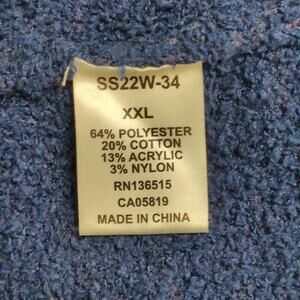 SS22W-34
XXL
64% POLYESTER
20% COTTON
13% ACRYLIC
3% NYLON
RN136515
CA05819
MADE IN CHINA